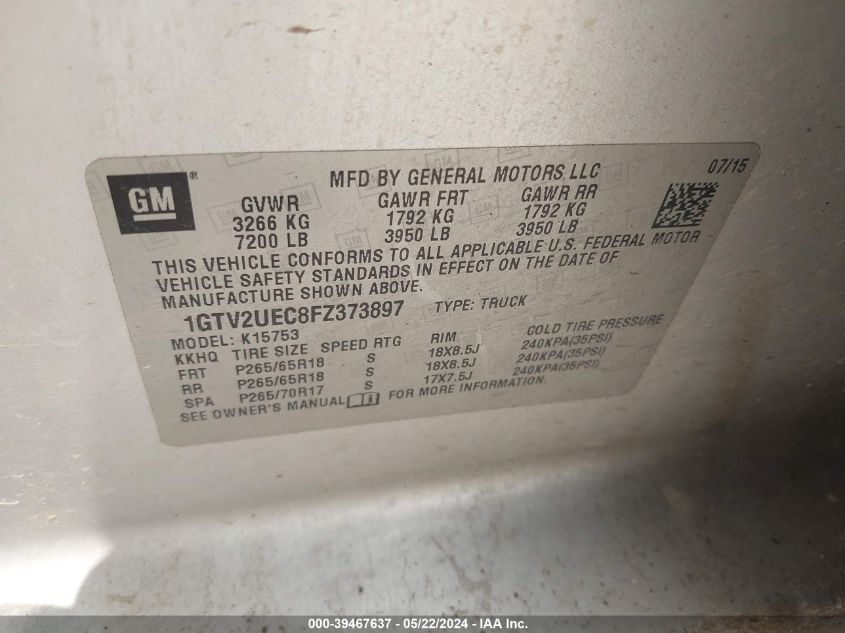 GM ®
MFD BY GENERAL MOTORS LLC 07/15
GVWR GAWR FRT GAWR RR
3266 KG 1792 KG 1792 KG
7200 LB 3950 LB 3950 LB
THIS VEHICLE CONFORMS TO ALL APPLICABLE U.S. FEDERAL MOTOR
VEHICLE SAFETY STANDARDS IN EFFECT ON THE DATE OF
MANUFACTURE SHOWN ABOVE.
1GTV2UEC8FZ373897 TYPE: TRUCK
MODEL: K15753
KKHQ TIRE SIZE SPEED RTG RIM COLD TIRE PRESSURE
FRT P265/65R18 S 18X8.5J 240KPA(35PSI)
RR P265/65R18 S 18X8.5J 240KPA(35PSI)
SPA P265/70R17 S 17X7.5J 240KPA(35PSI)
SEE OWNER'S MANUAL i FOR MORE INFORMATION.
000-39467637 - 05/22/2024 - IAA Inc.